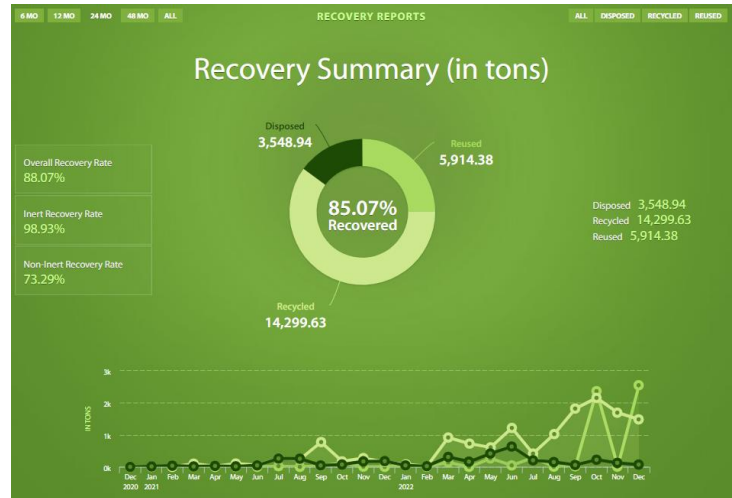 6 MO 12 MO 24 MO 48 MO ALL RECOVERY REPORTS ALL DISPOSED RECYCLED REUSED
Recovery Summary (in tons)
Disposed
3,548.94
Reused
5,914.38
Overall Recovery Rate
88.07%
Inert Recovery Rate
98.93%
Non-Inert Recovery Rate
73.29%
85.07%
Recovered
Disposed 3,548.94
Recycled 14,299.63
Reused 5,914.38
Recycled
14,299.63
IN TONS
3k
2k
1k
0k
Dec Jan Feb Mar Apr May Jun Jul Aug Sep Oct Nov Dec Jan Feb Mar Apr May Jun Jul Aug Sep Oct Nov Dec
2020 2021 2022